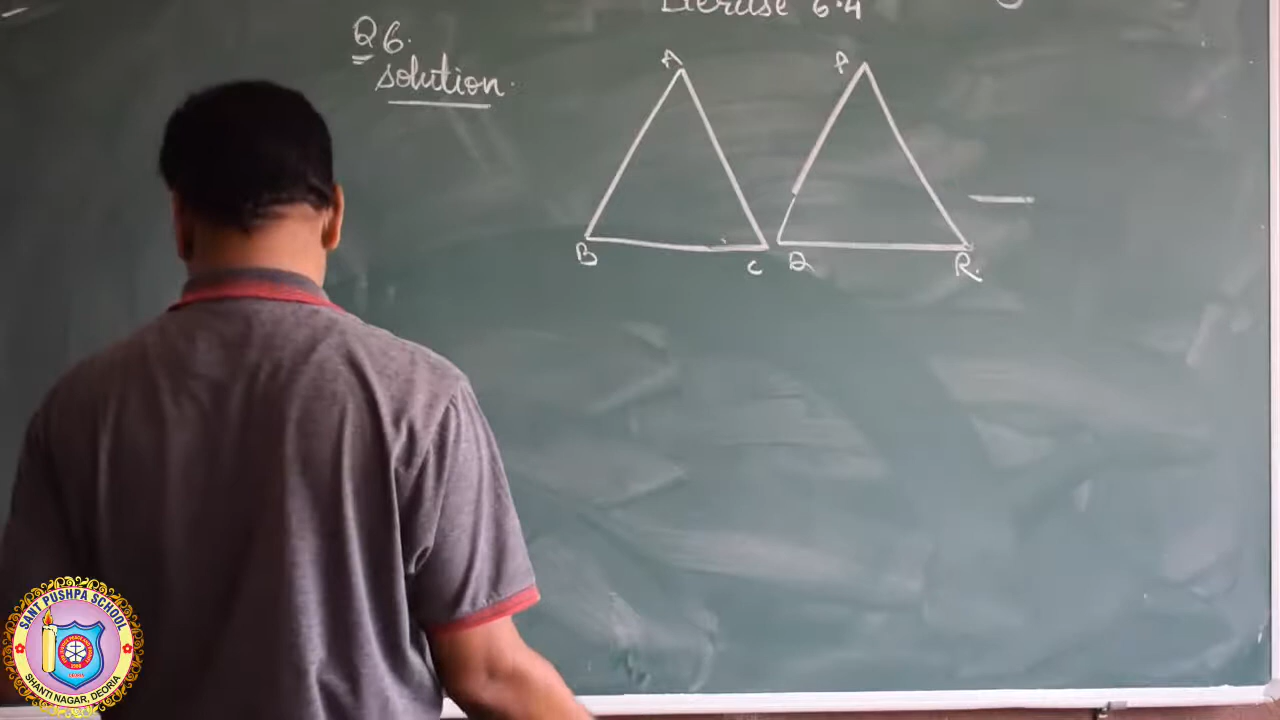 Exercise 6.4
Q6.
solution.
A
P
B
C
Q
R.
SANT PUSHPA SCHOOL
SHANTI NAGAR, DEORIA